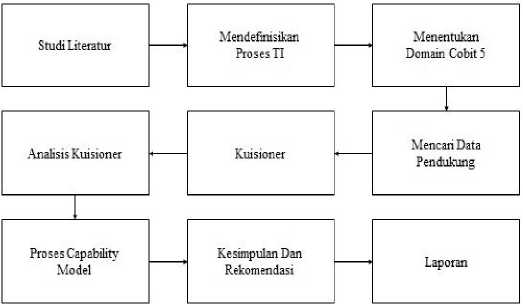 Studi Literatur
Mendefinisikan
Proses TI
Menentukan
Domain Cobit 5
Mencari Data
Pendukung
Kuisioner
Analisis Kuisioner
Proses Capability
Model
Kesimpulan Dan
Rekomendasi
Laporan